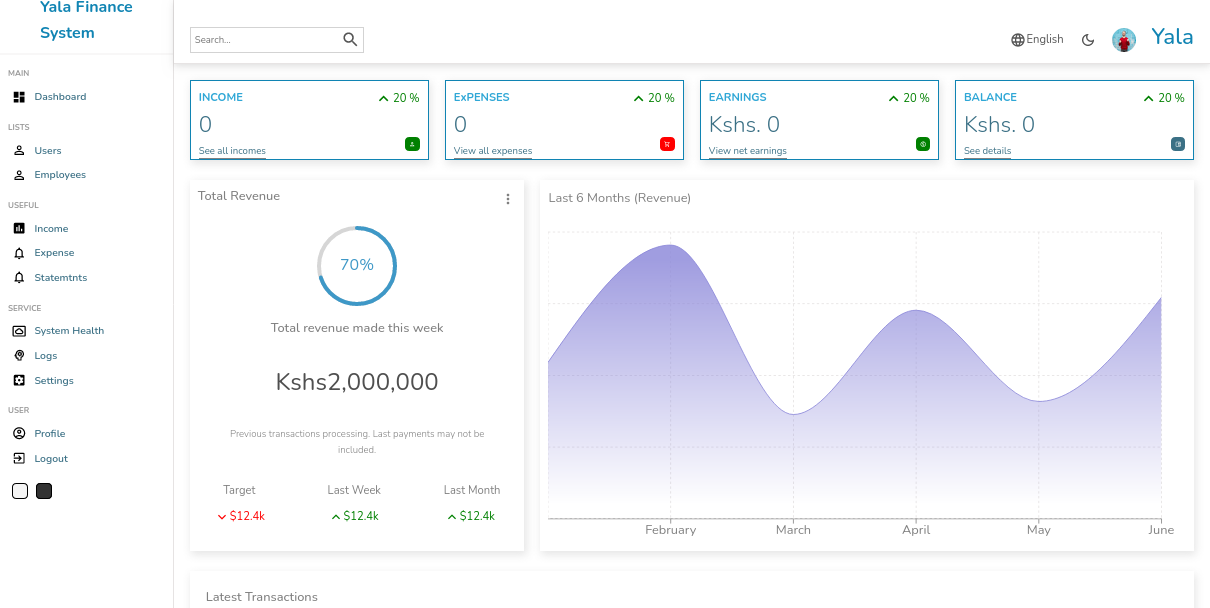 Yala Finance
System
MAIN
Dashboard
LISTS
Users
Employees
USEFUL
Income
Expense
Statemtnts
SERVICE
System Health
Logs
Settings
USER
Profile
Logout
Search...
English
Yala
INCOME
20 %
0
See all incomes
ExPENSES
20 %
0
View all expenses
EARNINGS
20 %
Kshs. 0
View net earnings
BALANCE
20 %
Kshs. 0
See details
Total Revenue
70%
Total revenue made this week
Kshs2,000,000
Previous transactions processing. Last payments may not be
included.
Target
$12.4k
Last Week
$12.4k
Last Month
$12.4k
Last 6 Months (Revenue)
February March April May June
Latest Transactions